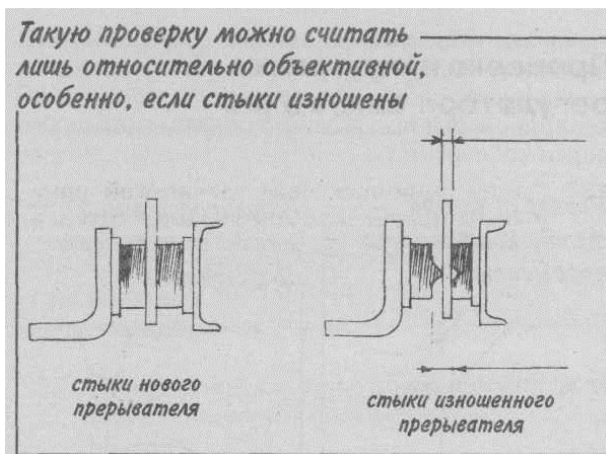 Такую проверку можно считать
лишь относительно объективной,
особенно, если стыки изношены
стыки нового
прерывателя
стыки изношенного
прерывателя